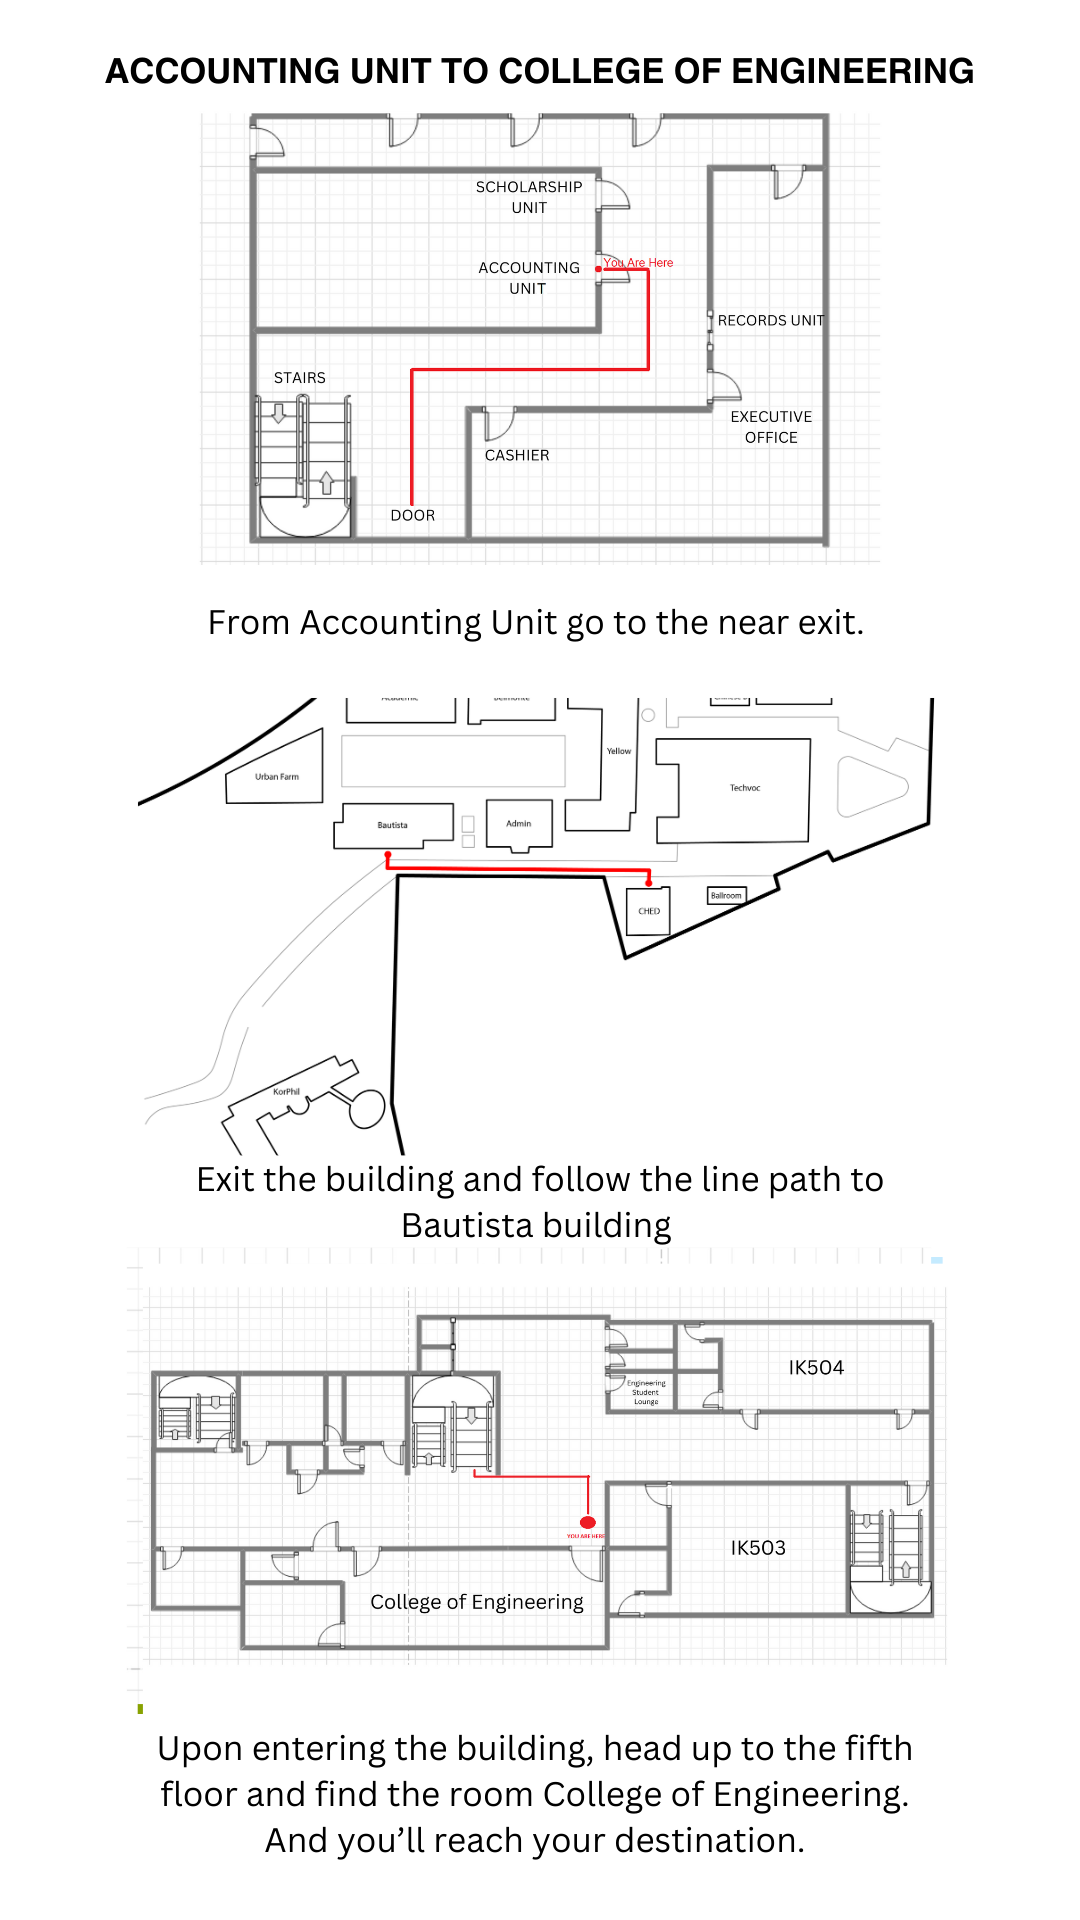 ACCOUNTING UNIT TO COLLEGE OF ENGINEERING
SCHOLARSHIP
UNIT
ACCOUNTING
UNIT
You Are Here
RECORDS UNIT
STAIRS
EXECUTIVE
OFFICE
CASHIER
DOOR
From Accounting Unit go to the near exit.
Academic
Belmonte
Yellow
Urban Farm
Techvoc
Bautista
Admin
CHED
Ballroom
KorPhil
Exit the building and follow the line path to
Bautista building
IK504
Engineering
Student
Lounge
YOU ARE HERE
IK503
College of Engineering
Upon entering the building, head up to the fifth
floor and find the room College of Engineering.
And you’ll reach your destination.